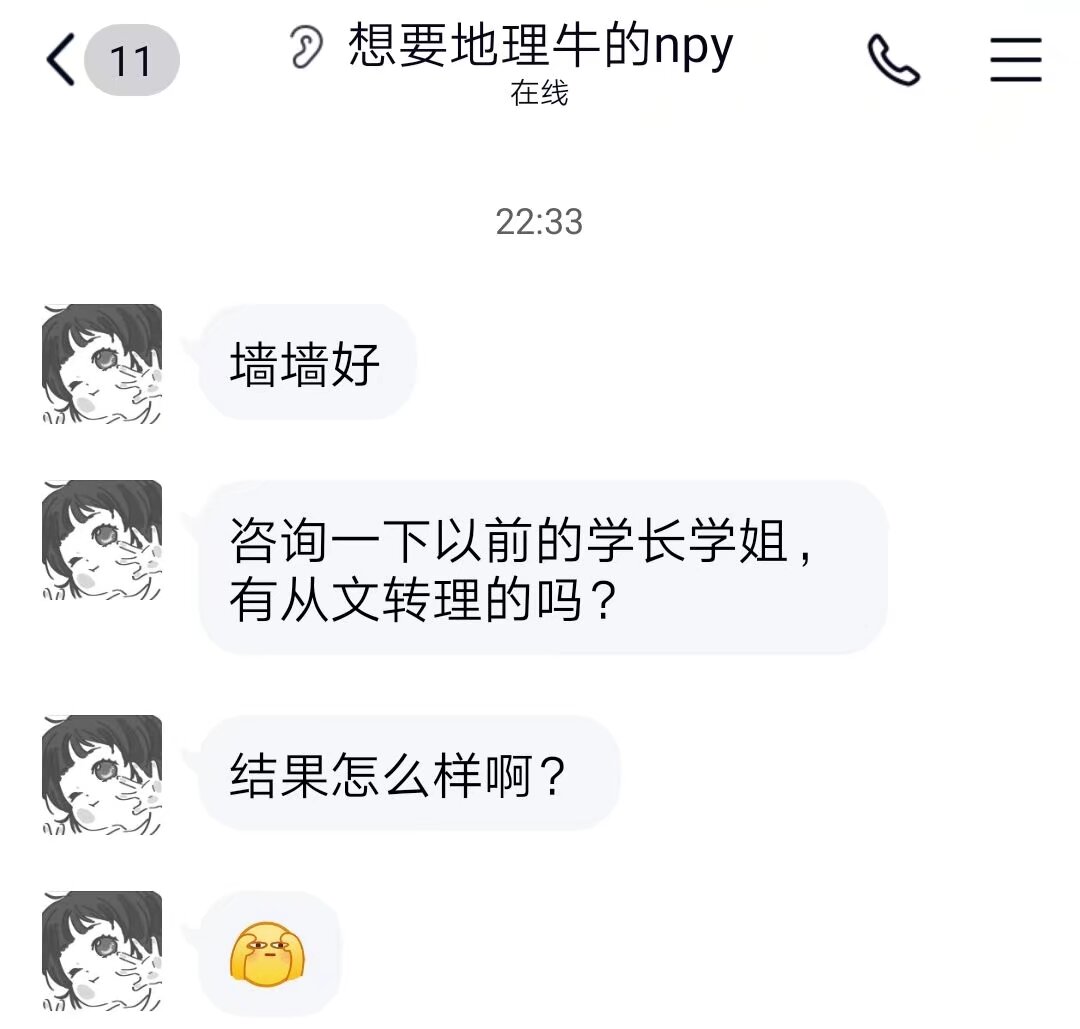 11
想要地理牛的npy
在线
22:33
墙墙好
咨询一下以前的学长学姐，
有从文转理的吗？
结果怎么样啊？